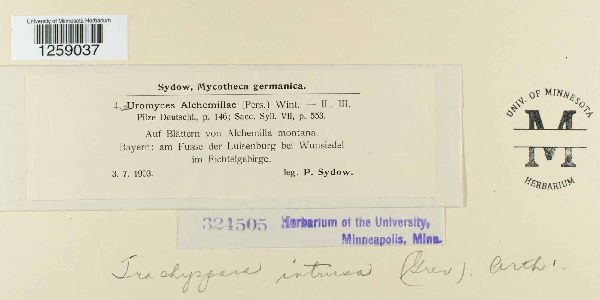 University of Minnesota Herbarium
1259037
Sydow, Mycotheca germanica.
4. Uromyces Alchemillae (Pers.) Wint. — II. III.
Pilze Deutschl., p. 146; Sacc. Syll. VII, p. 553.
Auf Blättern von Alchemilla montana.
Bayern: am Fusse der Luisenburg bei Wunsiedel
im Fichtelgebirge.
3. 7. 1903. leg. P. Sydow.
UNIV. OF MINNESOTA
M
HERBARIUM
324505 Herbarium of the University,
Minneapolis, Minn.
Trachyspora intrusa (Grev.) Arth.